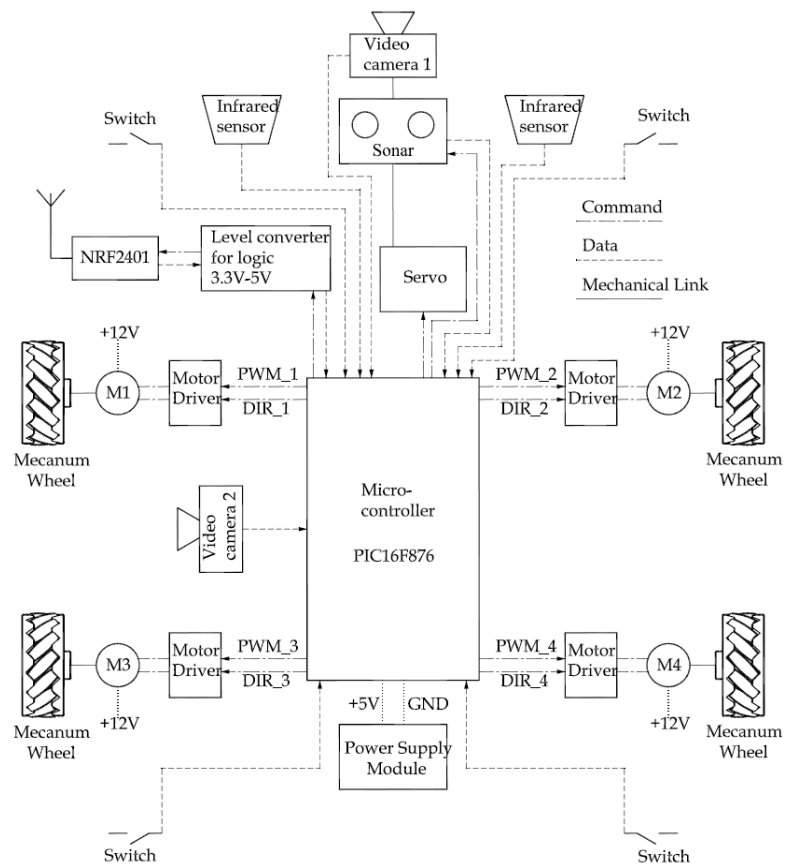 Video
camera 1
Switch
Infrared
sensor
Sonar
Infrared
sensor
Switch
NRF2401
Level converter
for logic
3.3V-5V
Servo
Command
Data
Mechanical Link
+12V
M1
Motor
Driver
PWM_1
DIR_1
PWM_2
DIR_2
Motor
Driver
+12V
M2
Mecanum
Wheel
Mecanum
Wheel
Video
camera 2
Micro-
controller
PIC16F876
M3
+12V
Motor
Driver
PWM_3
DIR_3
PWM_4
DIR_4
Motor
Driver
M4
+12V
Mecanum
Wheel
Mecanum
Wheel
+5V
GND
Power Supply
Module
Switch
Switch